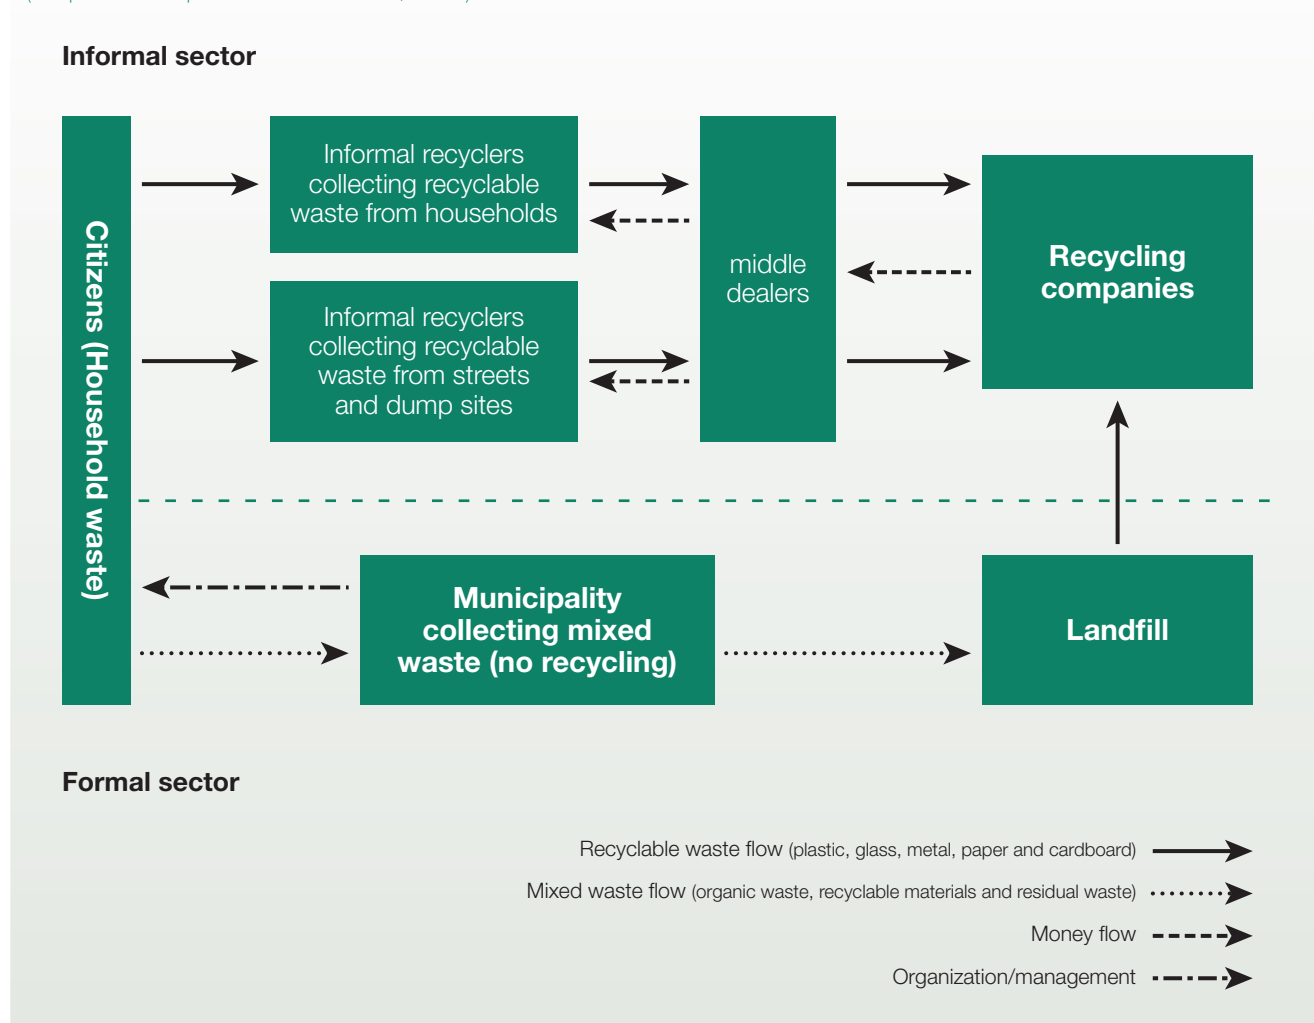 Informal sector
Citizens (Household waste)
Informal recyclers
collecting recyclable
waste from households
Informal recyclers
collecting recyclable
waste from streets
and dump sites
middle
dealers
Recycling
companies
Municipality
collecting mixed
waste (no recycling)
Landfill
Formal sector
Recyclable waste flow (plastic, glass, metal, paper and cardboard)
Mixed waste flow (organic waste, recyclable materials and residual waste)
Money flow
Organization/management